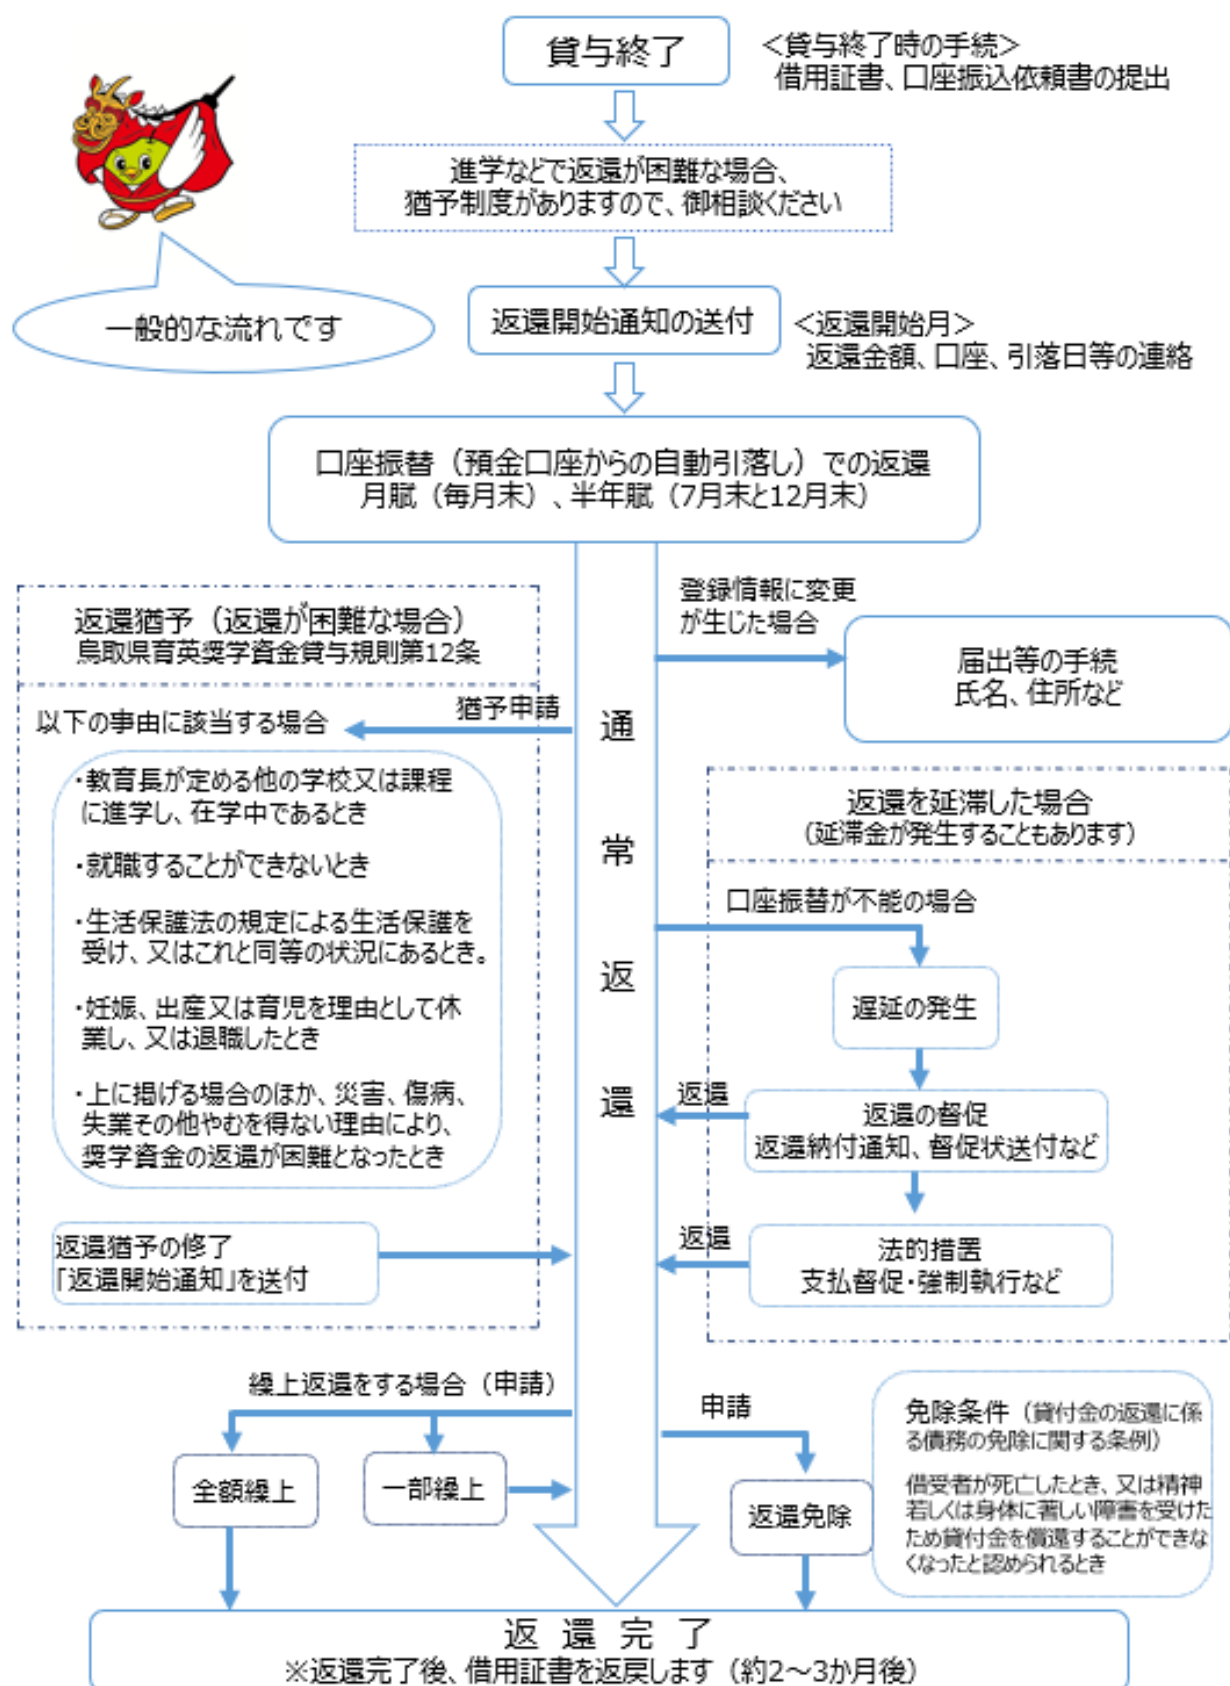 貸与終了
＜貸与終了時の手続＞
借用証書、口座振込依頼書の提出
進学などで返還が困難な場合、
猶予制度がありますので、御相談ください
一般的な流れです
返還開始通知の送付
＜返還開始月＞
返還金額、口座、引落日等の連絡
口座振替（預金口座からの自動引落し）での返還
月賦（毎月末）、半年賦（7月末と12月末）
返還猶予（返還が困難な場合）
鳥取県育英奨学資金貸与規則第12条
猶予申請
以下の事由に該当する場合
・教育長が定める他の学校又は課程
に進学し、在学中であるとき
・就職することができないとき
・生活保護法の規定による生活保護を
受け、又はこれと同等の状況にあるとき。
・妊娠、出産又は育児を理由として休
業し、又は退職したとき
・上に掲げる場合のほか、災害、傷病、
失業その他やむを得ない理由により、
奨学資金の返還が困難となったとき
返還猶予の修了
「返還開始通知」を送付
通常返還
登録情報に変更
が生じた場合
届出等の手続
氏名、住所など
返還を延滞した場合
（延滞金が発生することもあります）
口座振替が不能の場合
遅延の発生
返還
返還の督促
返還納付通知、督促状送付など
返還
法的措置
支払督促・強制執行など
繰上返還をする場合（申請）
全額繰上
一部繰上
申請
返還免除
免除条件（貸付金の返還に係
る債務の免除に関する条例）
借受者が死亡したとき、又は精神
若しくは身体に著しい障害を受けた
ため貸付金を償還することができな
くなったと認められるとき
返還完了
※返還完了後、借用証書を返戻します（約2～3か月後）